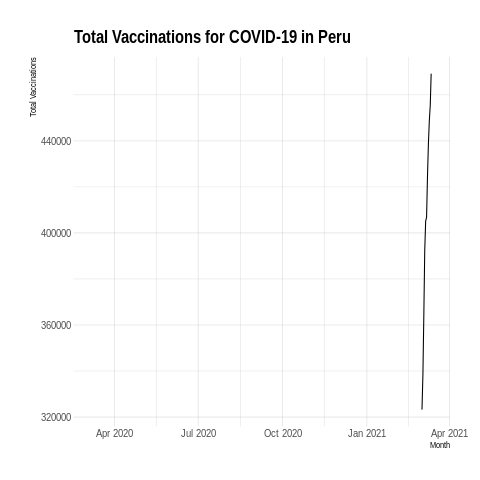 Total Vaccinations for COVID-19 in Peru
Total Vaccinations
440000
400000
360000
320000
Apr 2020 Jul 2020 Oct 2020 Jan 2021 Apr 2021
Month